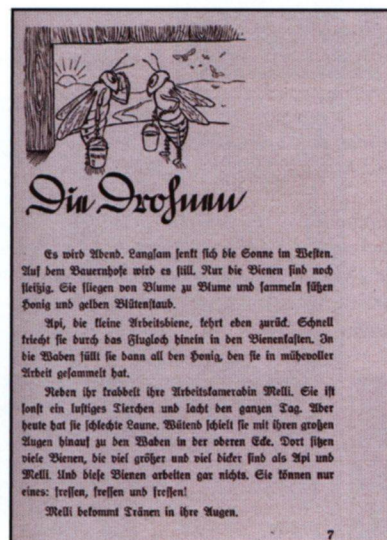 Die Drohnen
Es wird Abend. Langsam senkt sich die Sonne im Westen.
Auf dem Bauernhofe wird es still. Nur die Bienen sind noch
fleißig. Sie fliegen von Blume zu Blume und sammeln süßen
Honig und gelben Blütenstaub.
Api, die kleine Arbeitsbiene, kehrt eben zurück. Schnell
kriecht sie durch das Flugloch hinein in den Bienenkasten. In
die Waben füllt sie dann all den Honig, den sie in mühevoller
Arbeit gesammelt hat.
Neben ihr krabbelt ihre Arbeitskameradin Melli. Sie ist
sonst ein lustiges Tierchen und lacht den ganzen Tag. Aber
heute hat sie schlechte Laune. Wütend schielt sie mit ihren großen
Augen hinauf zu den Waben in der oberen Ecke. Dort sitzen
viele Bienen, die viel größer und viel dicker sind als Api und
Melli. Und diese Bienen arbeiten gar nichts. Sie können nur
eines: fressen, fressen und fressen!
Melli bekommt Tränen in ihre Augen.
7